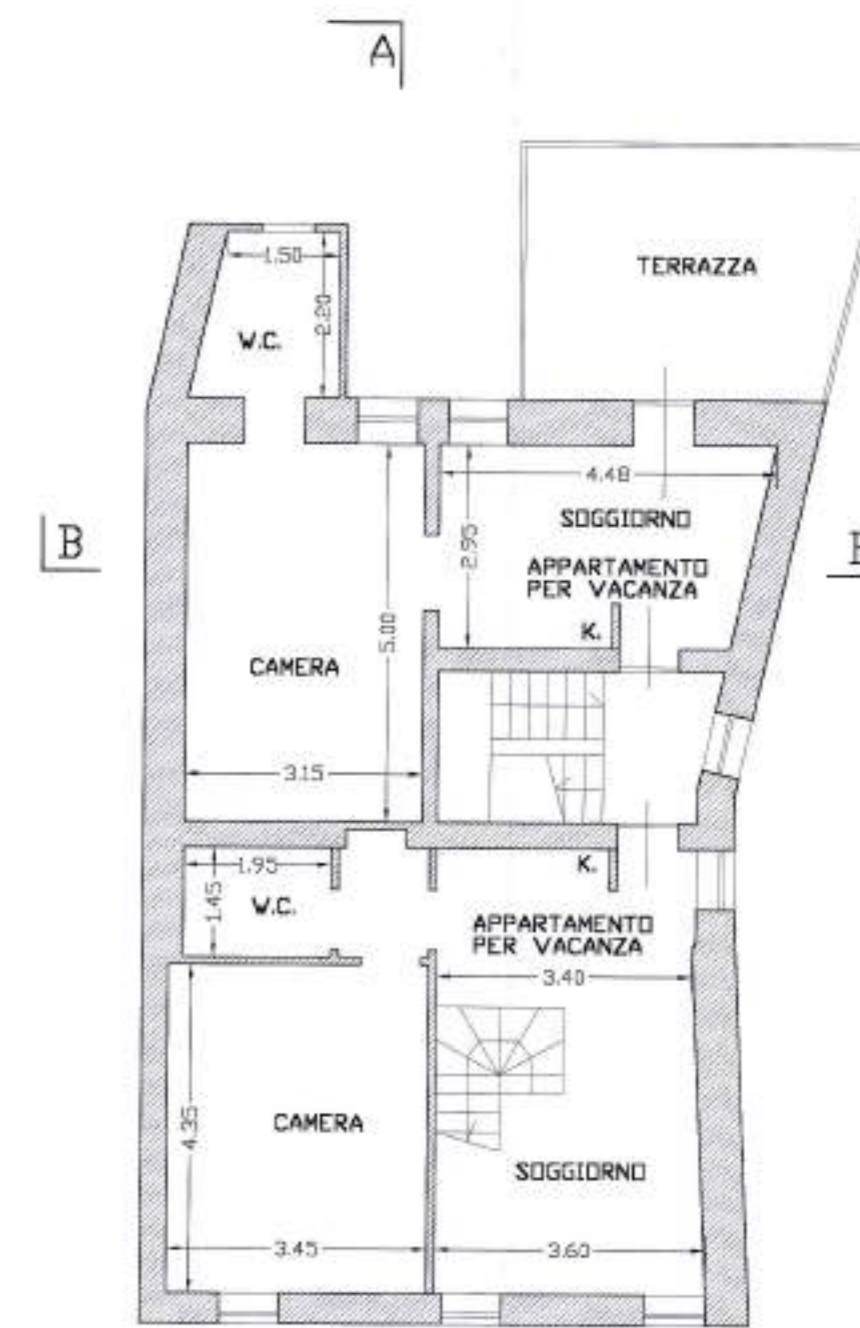 A
TERRAZZA
1.50
2.20
W.C.
4.48
B
SOGGIORNO
2.95
APPARTAMENTO
PER VACANZA
K.
5.00
CAMERA
3.15
K.
1.95
1.45
W.C.
APPARTAMENTO
PER VACANZA
3.40
4.35
CAMERA
SOGGIORNO
3.45
3.60